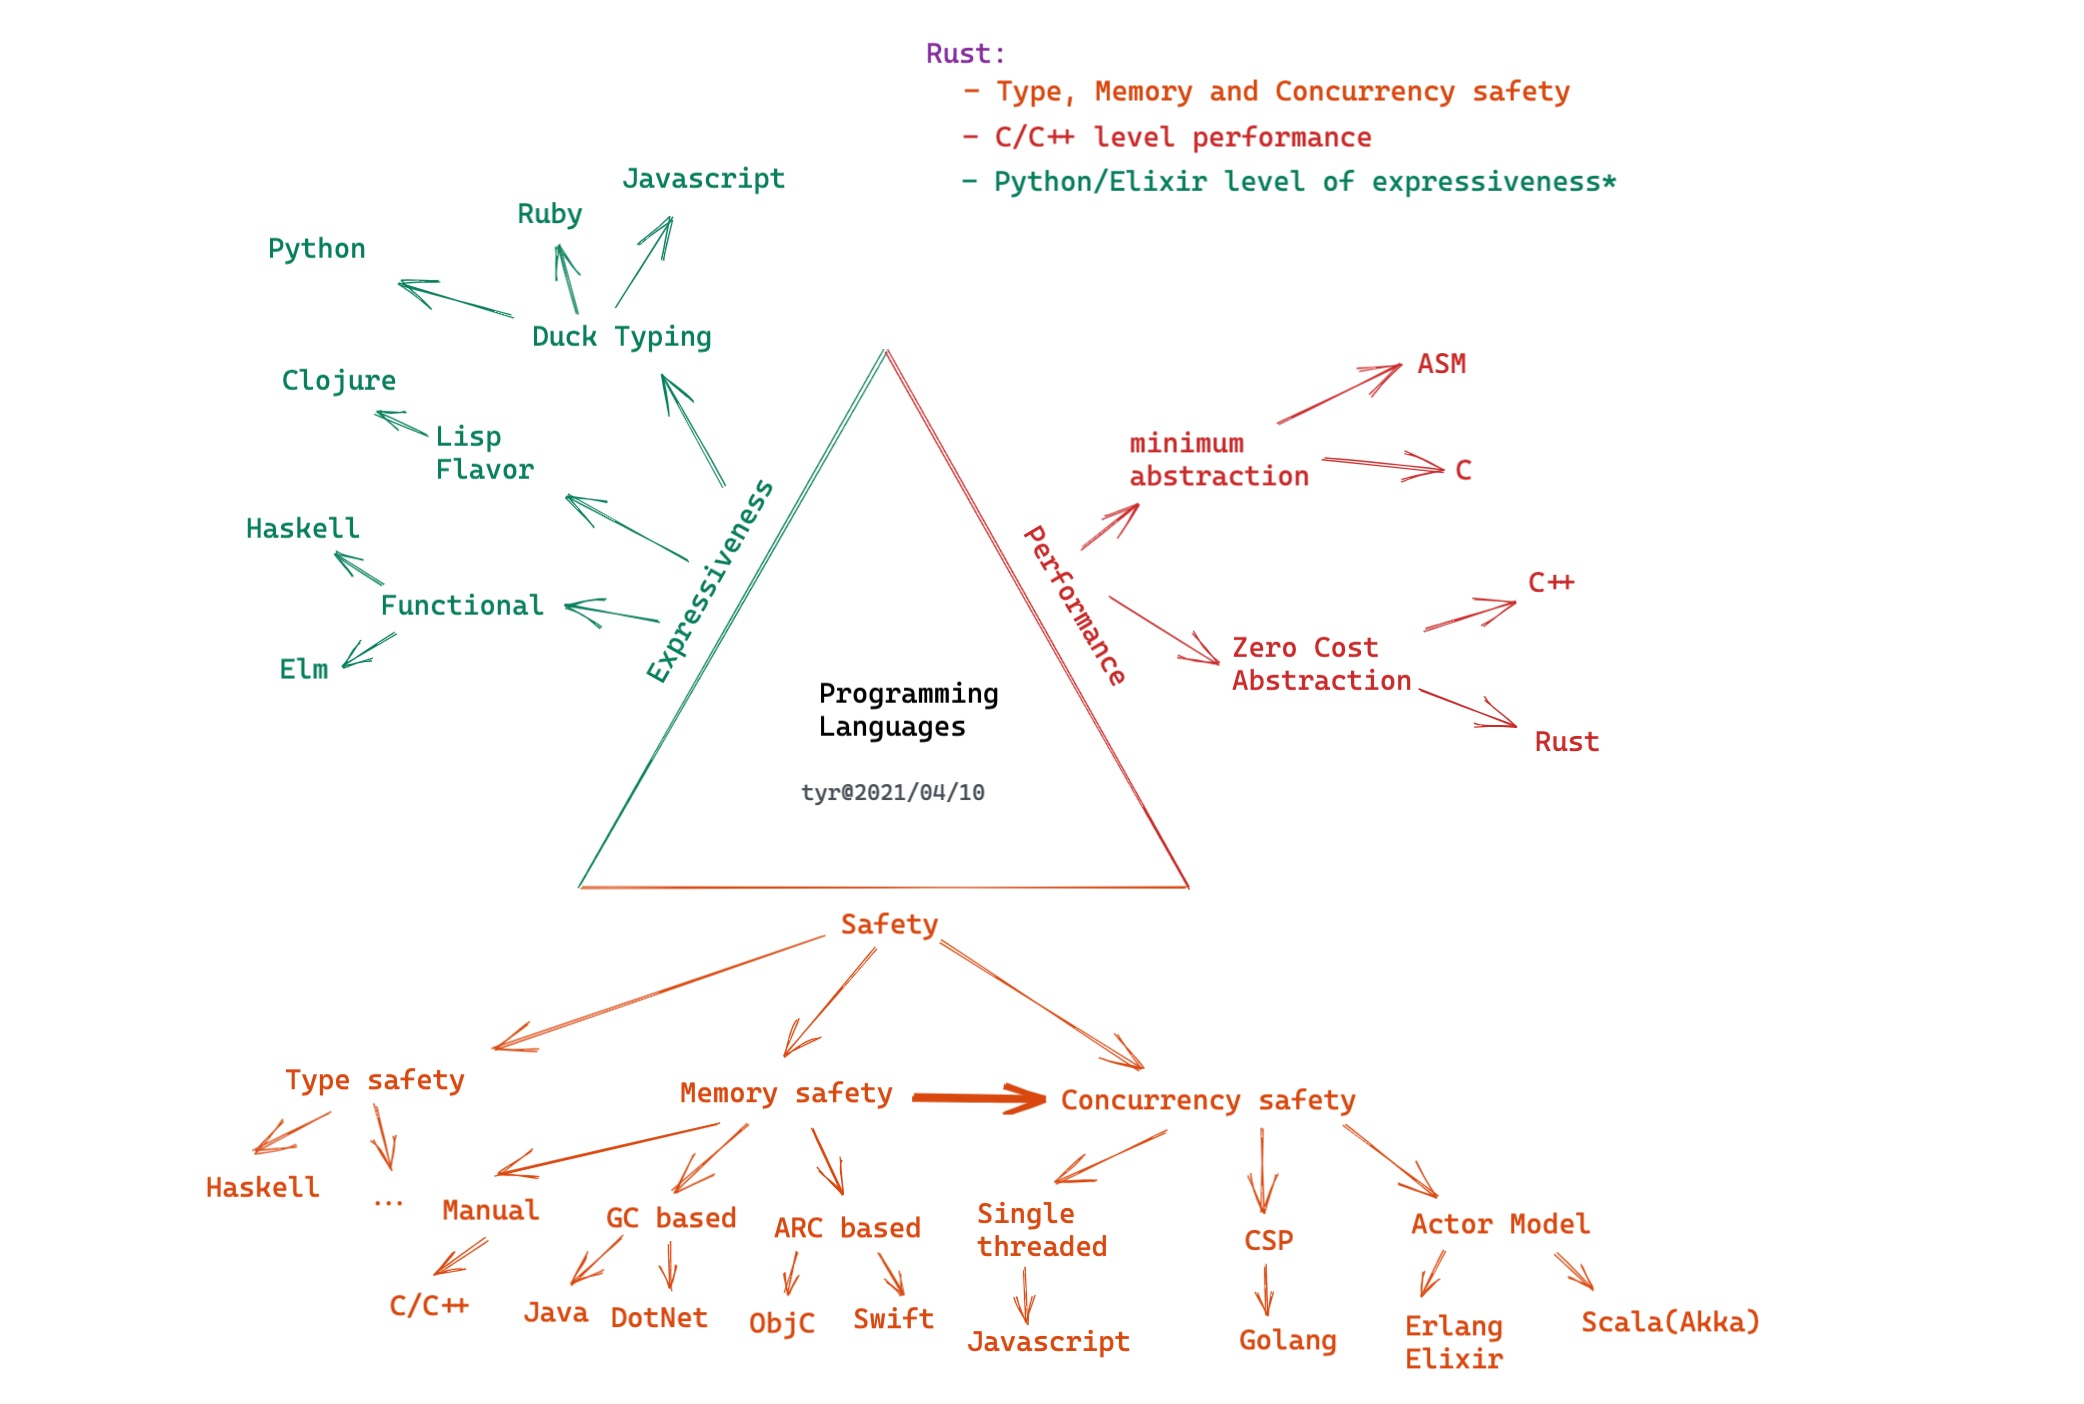 Rust:
- Type, Memory and Concurrency safety
- C/C++ level performance
- Python/Elixir level of expressiveness*
Javascript
Ruby
Python
Duck Typing
Clojure
Lisp
Flavor
Haskell
Functional
Elm
Expressiveness
Performance
minimum
abstraction
ASM
C
C++
Zero Cost
Abstraction
Rust
Programming
Languages
tyr@2021/04/10
Safety
Type safety
Memory safety
Concurrency safety
Haskell
...
Manual
GC based
ARC based
Single
threaded
CSP
Actor Model
C/C++
Java
DotNet
ObjC
Swift
Javascript
Golang
Erlang
Elixir
Scala(Akka)